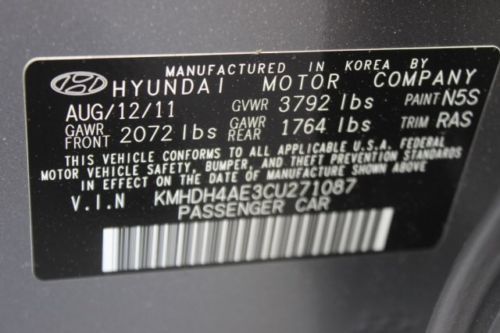 MANUFACTURED IN KOREA BY
HYUNDAI MOTOR COMPANY
AUG/12/11 GVWR 3792 lbs PAINT N5S
GAWR FRONT 2072 lbs GAWR REAR 1764 lbs TRIM RAS
THIS VEHICLE CONFORMS TO ALL APPLICABLE U.S.A. FEDERAL
MOTOR VEHICLE SAFETY, BUMPER, AND THEFT PREVENTION STANDARDS
IN EFFECT ON THE DATE OF MANUFACTURE SHOWN ABOVE
V.I.N KMHDH4AE3CU271087
PASSENGER CAR